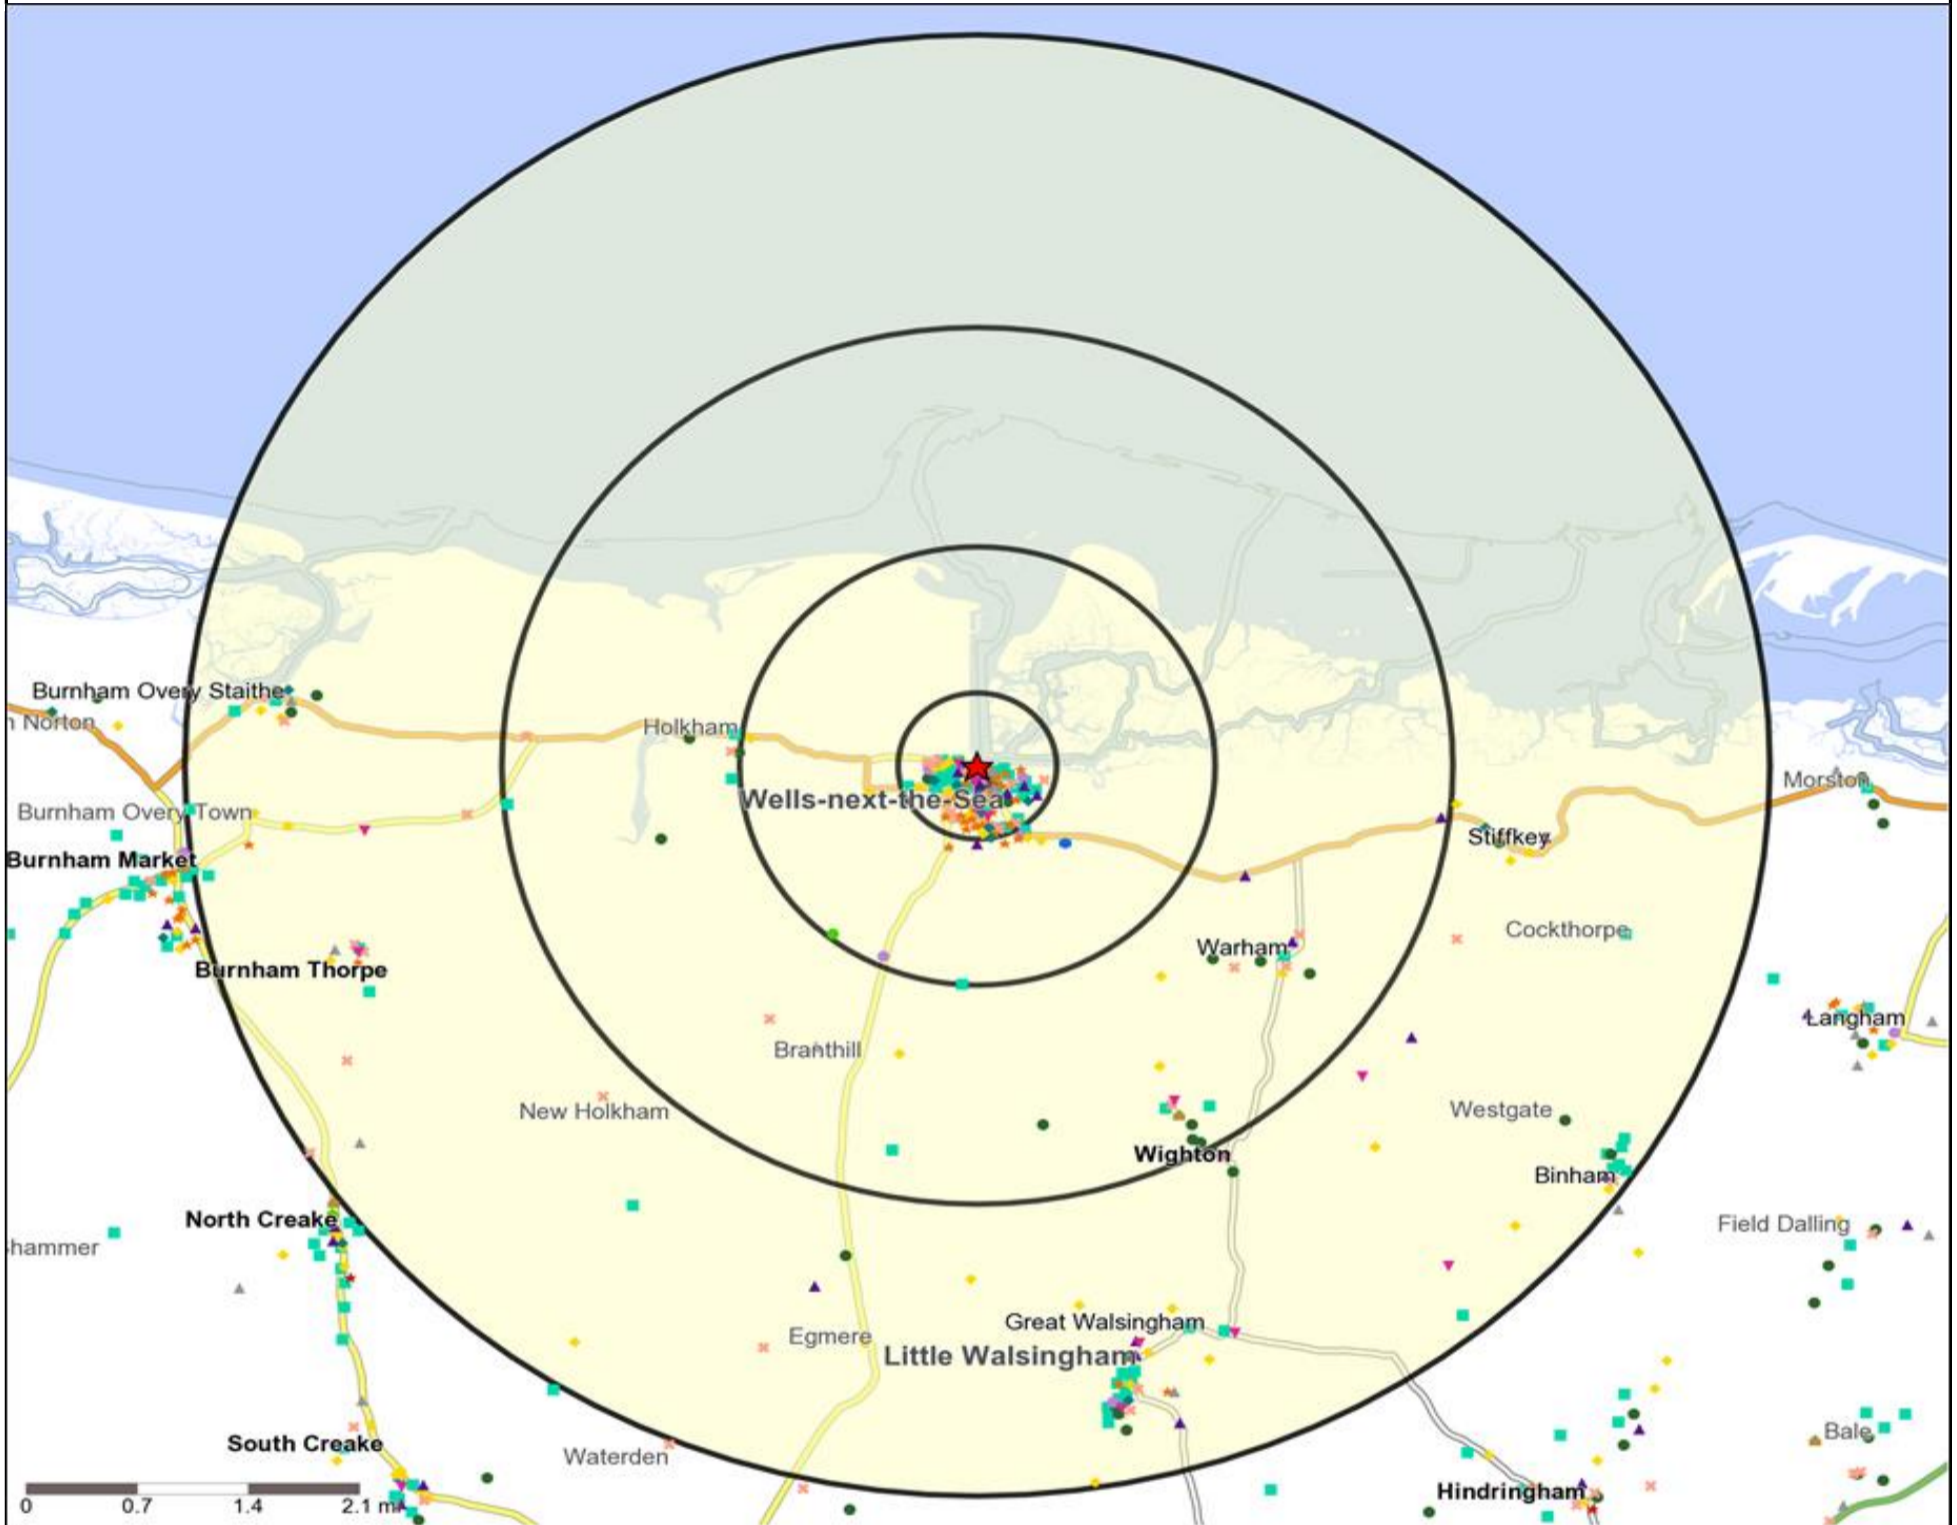 Burnham Overy Staithe
n Norton
Holkham
Morston
Wells-next-the-Sea
Burnham Overy Town
Stiffkey
Burnham Market
Cockthorpe
Warham
Burnham Thorpe
Langham
Branthill
New Holkham
Westgate
Wighton
Binham
North Creake
Field Dalling
hammer
Great Walsingham
Egmere
Little Walsingham
Bale
South Creake
Waterden
Hindringham
0 0.7 1.4 2.1 mi